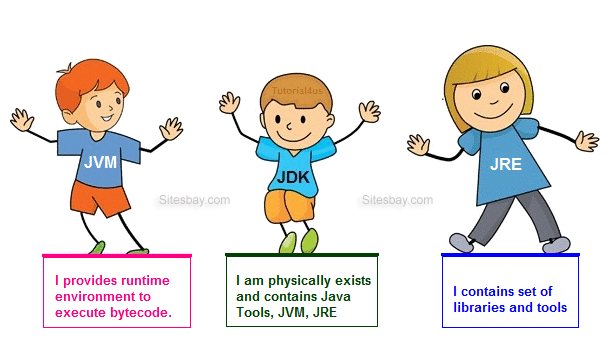 Tutorial4us
JVM
JDK
JRE
Sitesbay.com
Sitesbay.com
I provides runtime
environment to
execute bytecode.
I am physically exists
and contains Java
Tools, JVM, JRE
I contains set of
libraries and tools